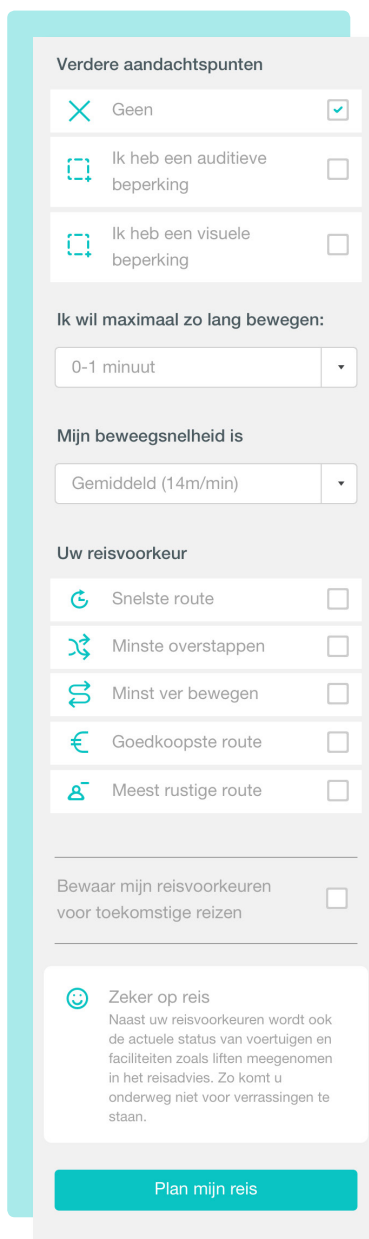 Verdere aandachtspunten
Geen
Ik heb een auditieve
beperking
Ik heb een visuele
beperking
Ik wil maximaal zo lang bewegen:
0-1 minuut
Mijn beweegsnelheid is
Gemiddeld (14m/min)
Uw reisvoorkeur
Snelste route
Minste overstappen
Minst ver bewegen
Goedkoopste route
Meest rustige route
Bewaar mijn reisvoorkeuren
voor toekomstige reizen
Zeker op reis
Naast uw reisvoorkeuren wordt ook
de actuele status van voertuigen en
faciliteiten zoals liften meegenomen
in het reisadvies. Zo komt u
onderweg niet voor verrassingen te
staan.
Plan mijn reis